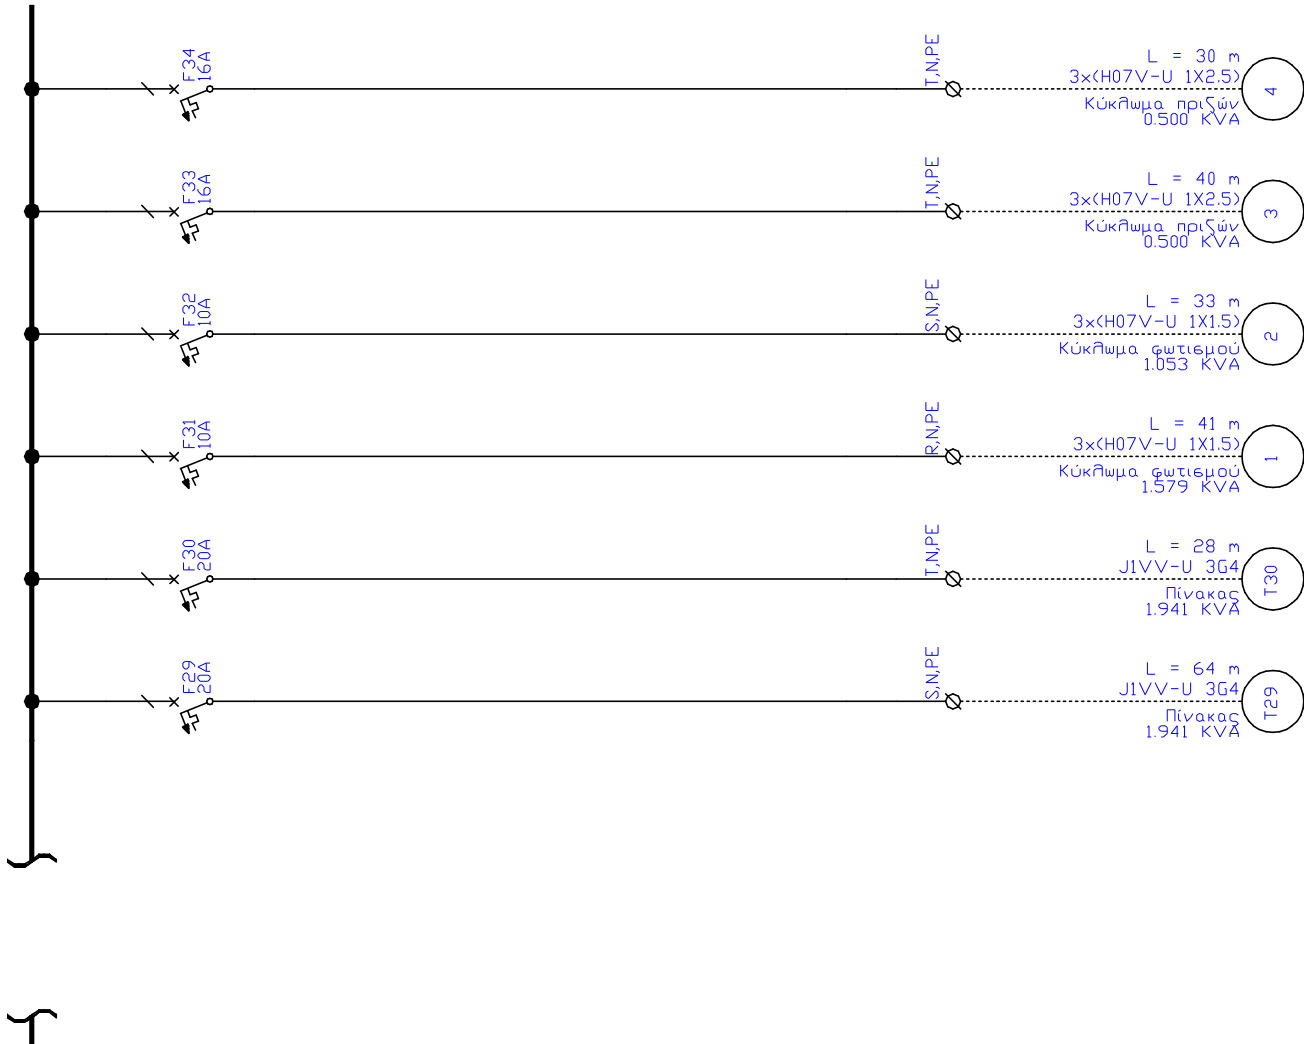 F34
16A
T,N,PE
L = 30 m
3x(H07V-U 1X2.5)
Κύκλωμα πριζών
0.500 KVA
4
F33
16A
T,N,PE
L = 40 m
3x(H07V-U 1X2.5)
Κύκλωμα πριζών
0.500 KVA
3
F32
10A
S,N,PE
L = 33 m
3x(H07V-U 1X1.5)
Κύκλωμα φωτισμού
1.053 KVA
2
F31
10A
R,N,PE
L = 41 m
3x(H07V-U 1X1.5)
Κύκλωμα φωτισμού
1.579 KVA
1
F30
20A
T,N,PE
L = 28 m
J1VV-U 3G4
Πίνακας
1.941 KVA
T30
F29
20A
S,N,PE
L = 64 m
J1VV-U 3G4
Πίνακας
1.941 KVA
T29